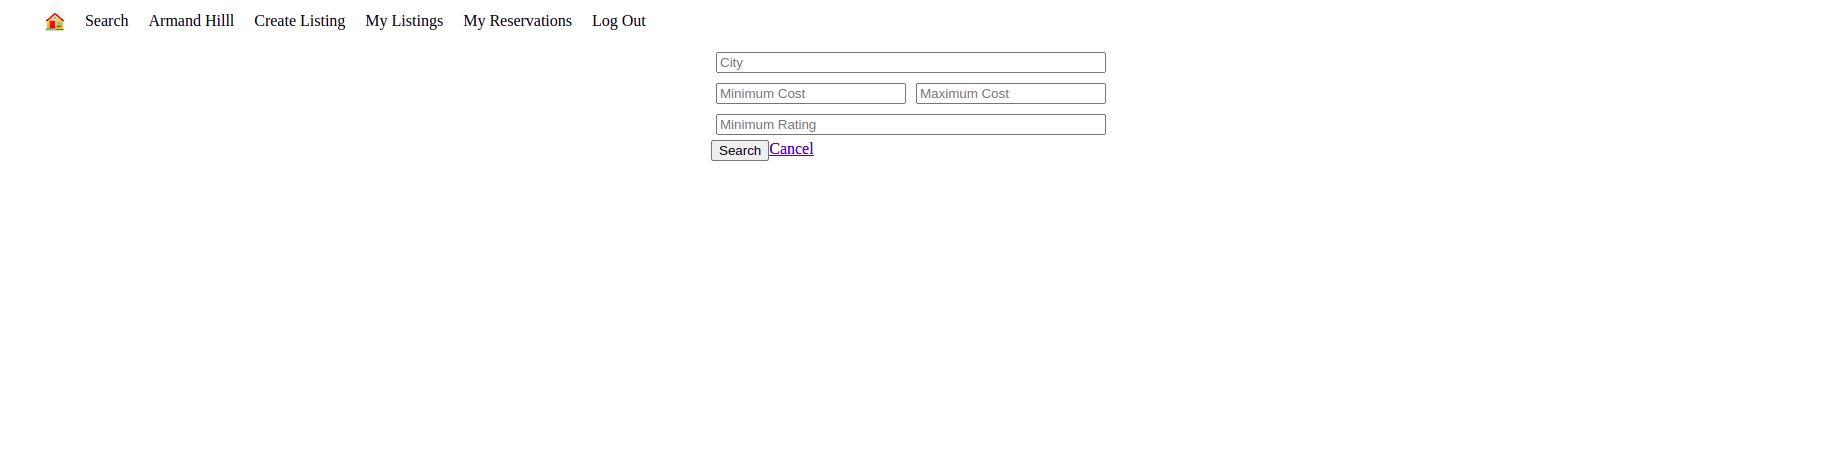 Search Armand Hilll Create Listing My Listings My Reservations Log Out
City
Minimum Cost Maximum Cost
Minimum Rating
Search Cancel